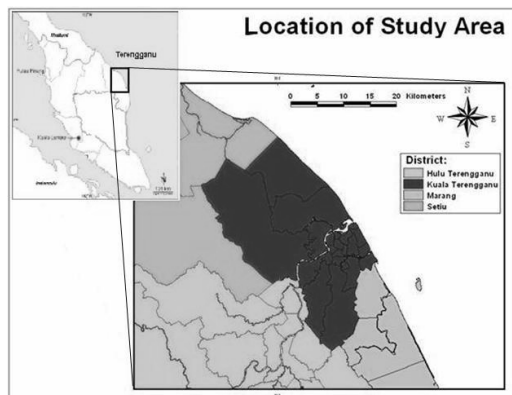 Location of Study Area
Terengganu
Thailand
Pulau Pinang
Kuala Lumpur
Kilometers
0 5 10 15 20
N
W E
S
District:
Hulu Terengganu
Kuala Terengganu
Marang
Setiu